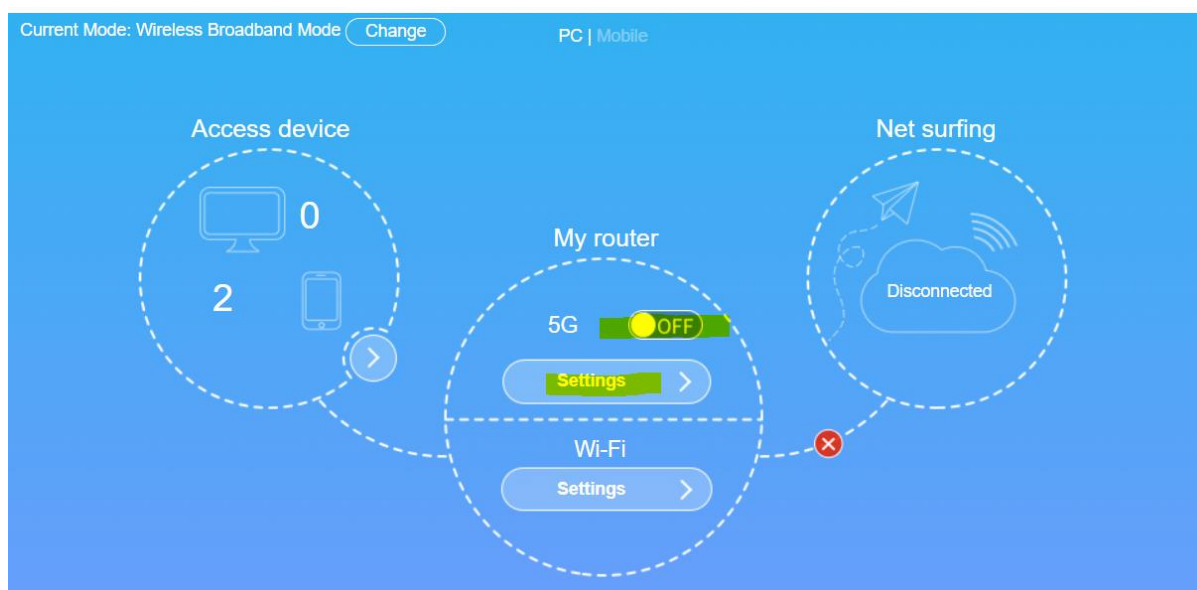 Current Mode: Wireless Broadband Mode Change
PC | Mobile
Access device
0
2
My router
5G OFF
Settings
Wi-Fi
Settings
Net surfing
Disconnected